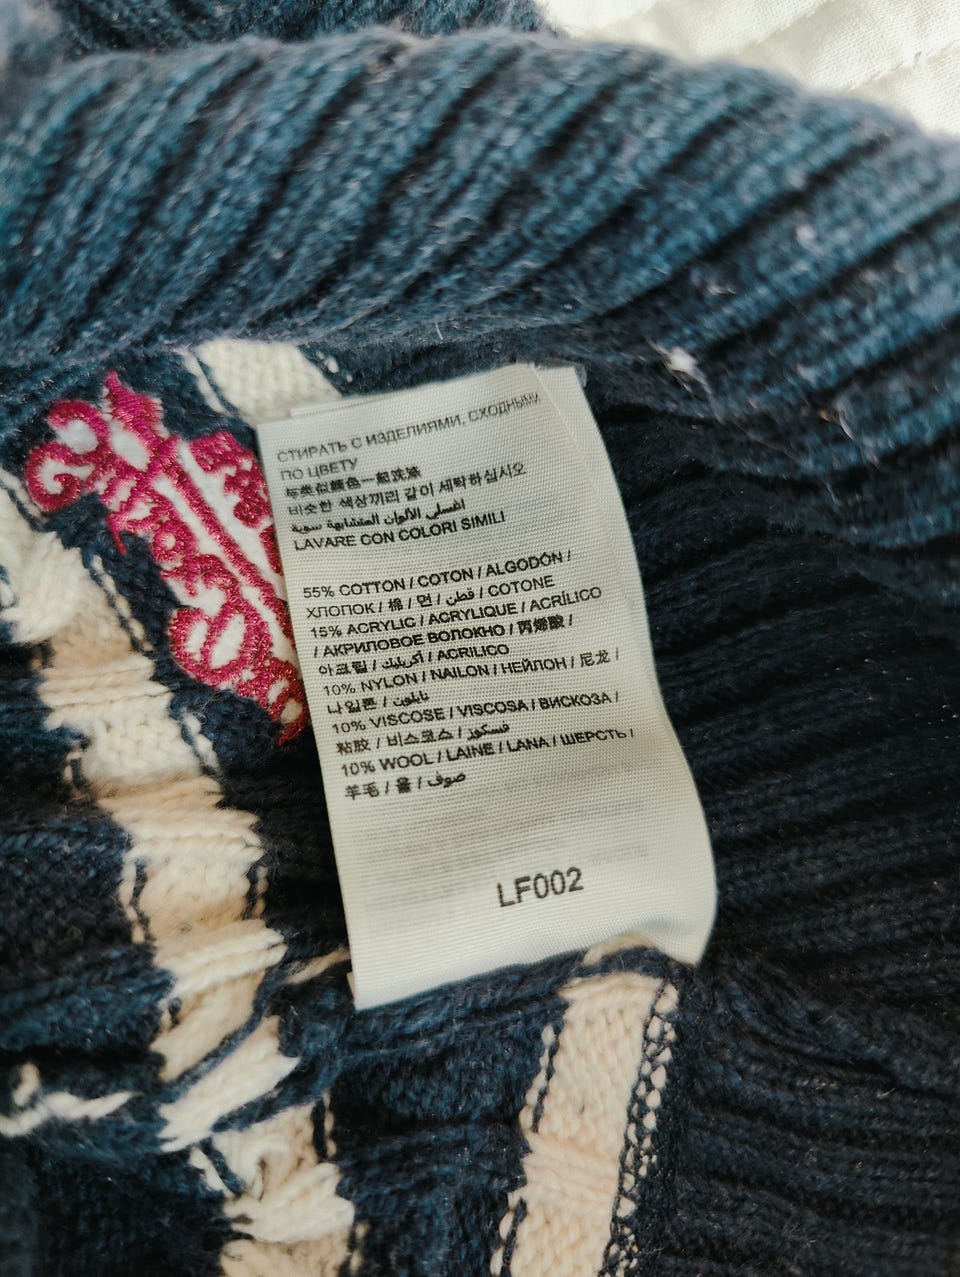 СТИРАТЬ С ИЗДЕЛИЯМИ, СХОДНЫМИ
ПО ЦВЕТУ
与类似颜色一起洗涤
비슷한 색상끼리 같이 세탁하십시오
اغسلي الألوان المتشابهة سوية
LAVARE CON COLORI SIMILI
55% COTTON / COTON / ALGODÓN /
ХЛОПОК / 棉 / 면 / قطن / COTONE
15% ACRYLIC / ACRYLIQUE / ACRÍLICO
/ АКРИЛОВОЕ ВОЛОКНО / 丙烯酸 /
아크릴 / أكريليك / ACRILICO
10% NYLON / NAILON / НЕЙЛОН / 尼龙 /
나일론 / نايلون
10% VISCOSE / VISCOSA / ВИСКОЗА /
粘胶 / 비스코스 / فسكوز
10% WOOL / LAINE / LANA / ШЕРСТЬ /
羊毛 / 울 / صوف
LF002